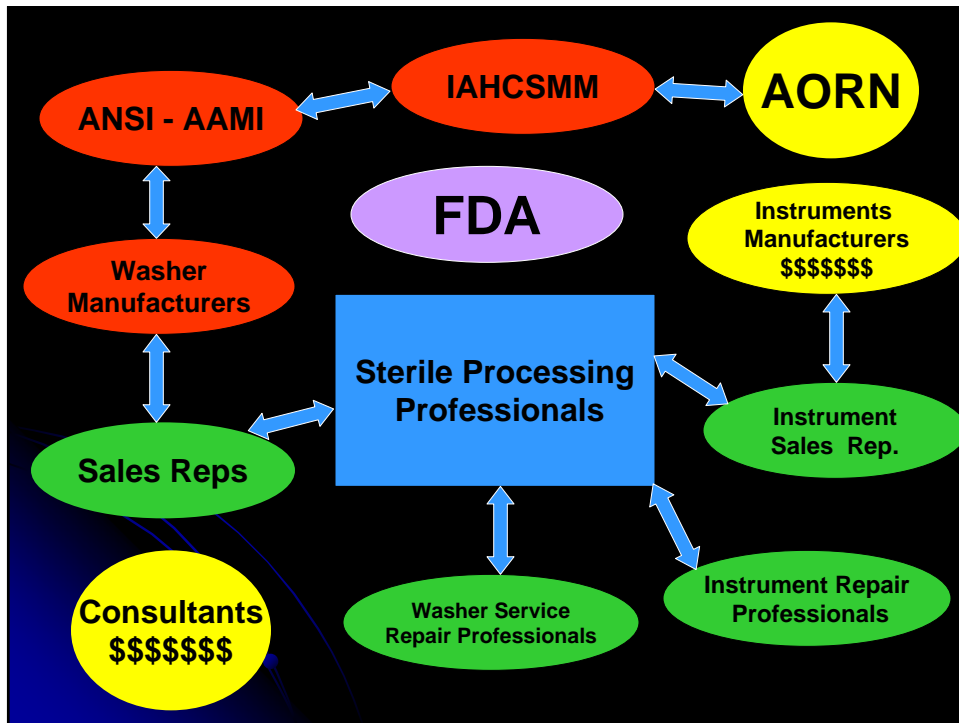 IAHCSMM
AORN
ANSI - AAMI
FDA
Instruments
Manufacturers
$$$$$$$
Washer
Manufacturers
Sterile Processing
Professionals
Instrument
Sales Rep.
Sales Reps
Consultants
$$$$$$$
Washer Service
Repair Professionals
Instrument Repair
Professionals